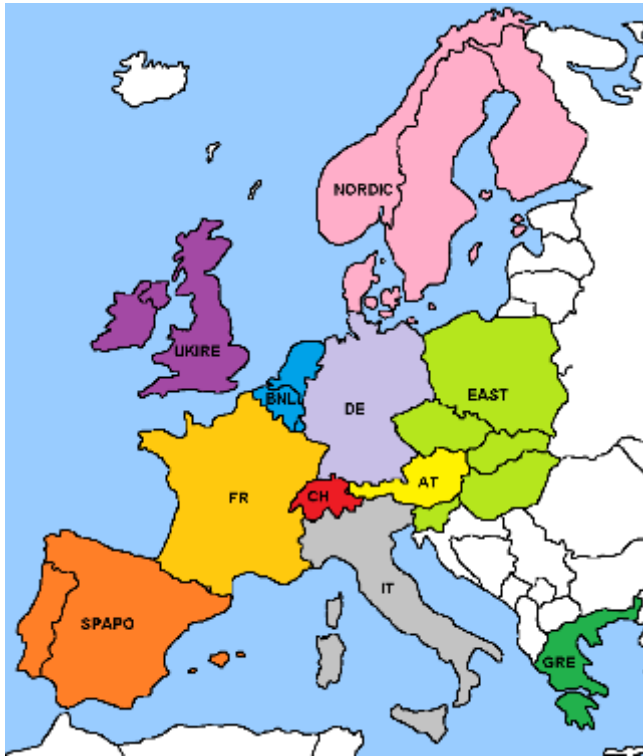 NORDIC
UKIRE
BNL
DE
EAST
FR
CH
AT
IT
SPAPO
GRE